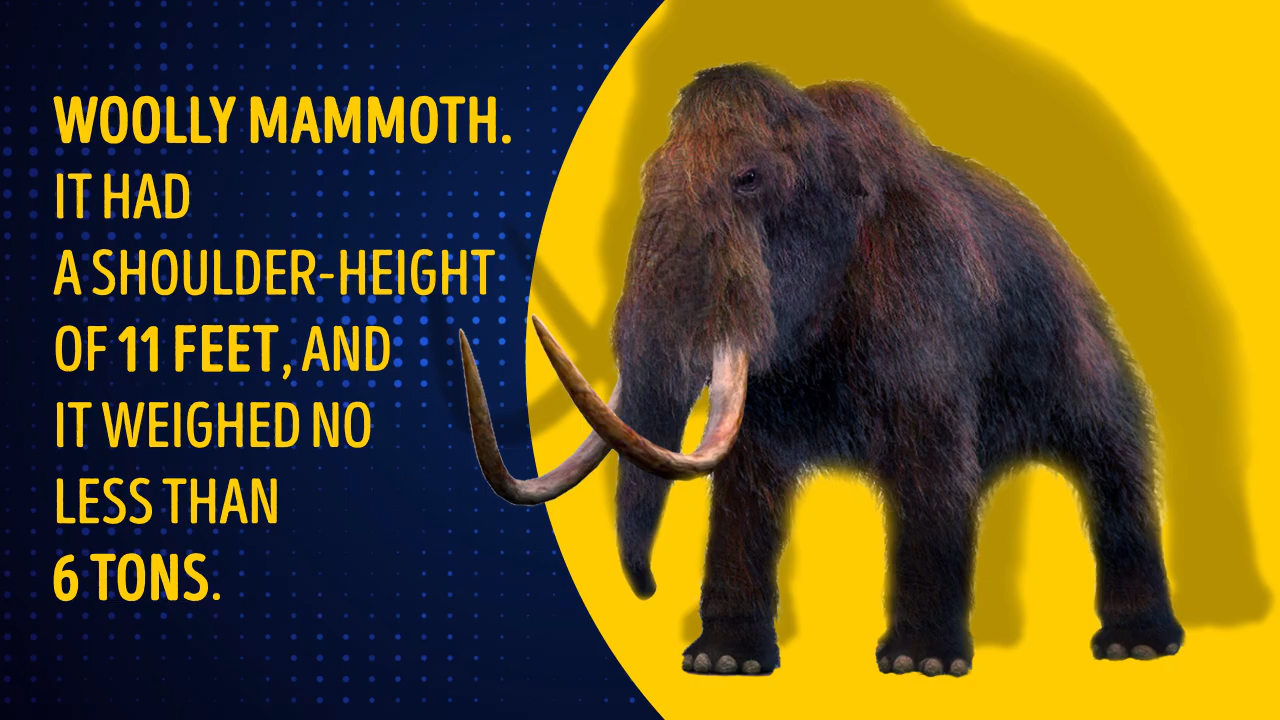 WOOLLY MAMMOTH.
IT HAD
A SHOULDER-HEIGHT
OF 11 FEET, AND
IT WEIGHED NO
LESS THAN
6 TONS.